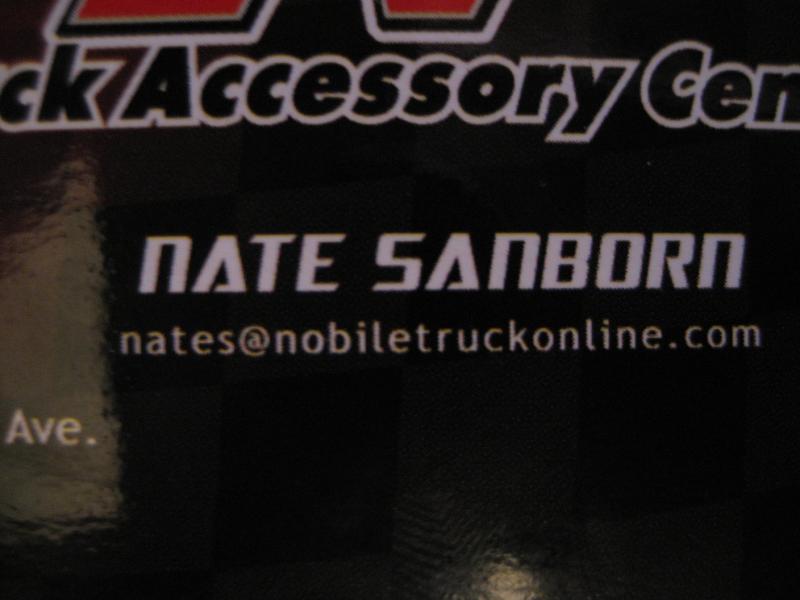 ck Accessory Cen
NATE SANBORN
nates@nobiletruckonline.com
Ave.